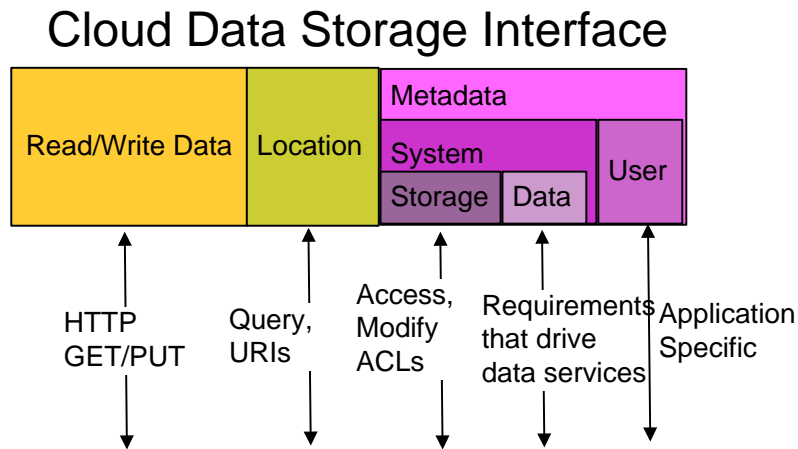 Cloud Data Storage Interface
Metadata
Read/Write Data
Location
System
User
Storage
Data
HTTP
GET/PUT
Query,
URIs
Access,
Modify
ACLs
Requirements
that drive
data services
Application
Specific